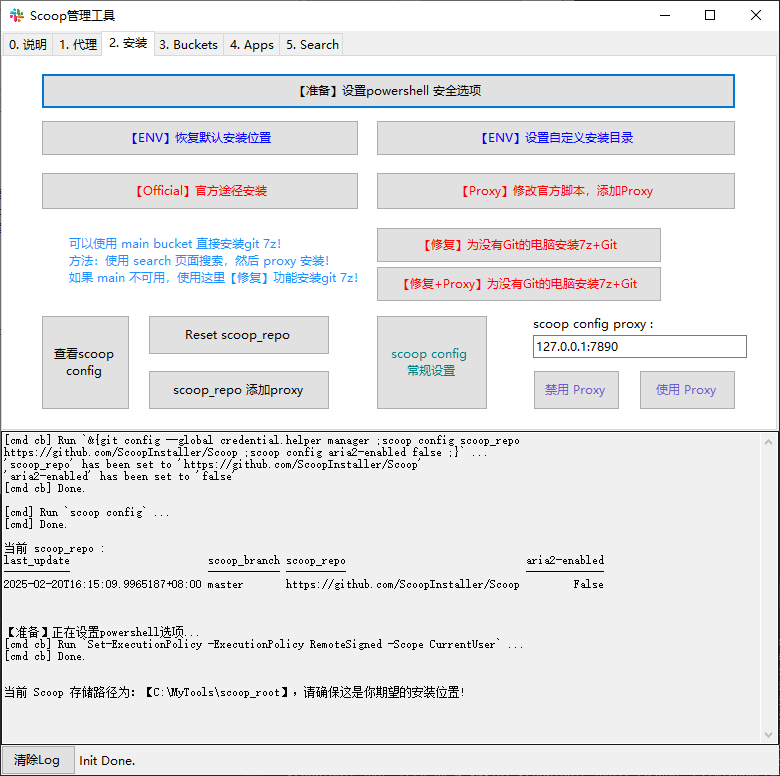 Scoop管理工具
0. 说明 1. 代理 2. 安装 3. Buckets 4. Apps 5. Search
【准备】设置powershell 安全选项
【ENV】恢复默认安装位置 【ENV】设置自定义安装目录
【Official】官方途径安装 【Proxy】修改官方脚本，添加Proxy
可以使用 main bucket 直接安装git 7z!
方法：使用 search 页面搜索，然后 proxy 安装!
如果 main 不可用，使用这里【修复】功能安装git 7z!
【修复】为没有Git的电脑安装7z+Git
【修复+Proxy】为没有Git的电脑安装7z+Git
查看scoop
config
Reset scoop_repo
scoop_repo 添加proxy
scoop config
常规设置
scoop config proxy :
127.0.0.1:7890
禁用 Proxy 使用 Proxy
[cmd cb] Run `&{git config --global credential.helper manager ;scoop config scoop_repo
https://github.com/ScoopInstaller/Scoop ;scoop config aria2-enabled false ;}` ...
'scoop_repo' has been set to 'https://github.com/ScoopInstaller/Scoop'
'aria2-enabled' has been set to 'false'
[cmd cb] Done.
[cmd] Run `scoop config` ...
[cmd] Done.
当前 scoop_repo :
last_update scoop_branch scoop_repo aria2-enabled
2025-02-20T16:15:09.9965187+08:00 master https://github.com/ScoopInstaller/Scoop False
【准备】正在设置powershell选项...
[cmd cb] Run `Set-ExecutionPolicy -ExecutionPolicy RemoteSigned -Scope CurrentUser` ...
[cmd cb] Done.
当前 Scoop 存储路径为：【C:\MyTools\scoop_root】，请确保这是你期望的安装位置!
清除Log Init Done.